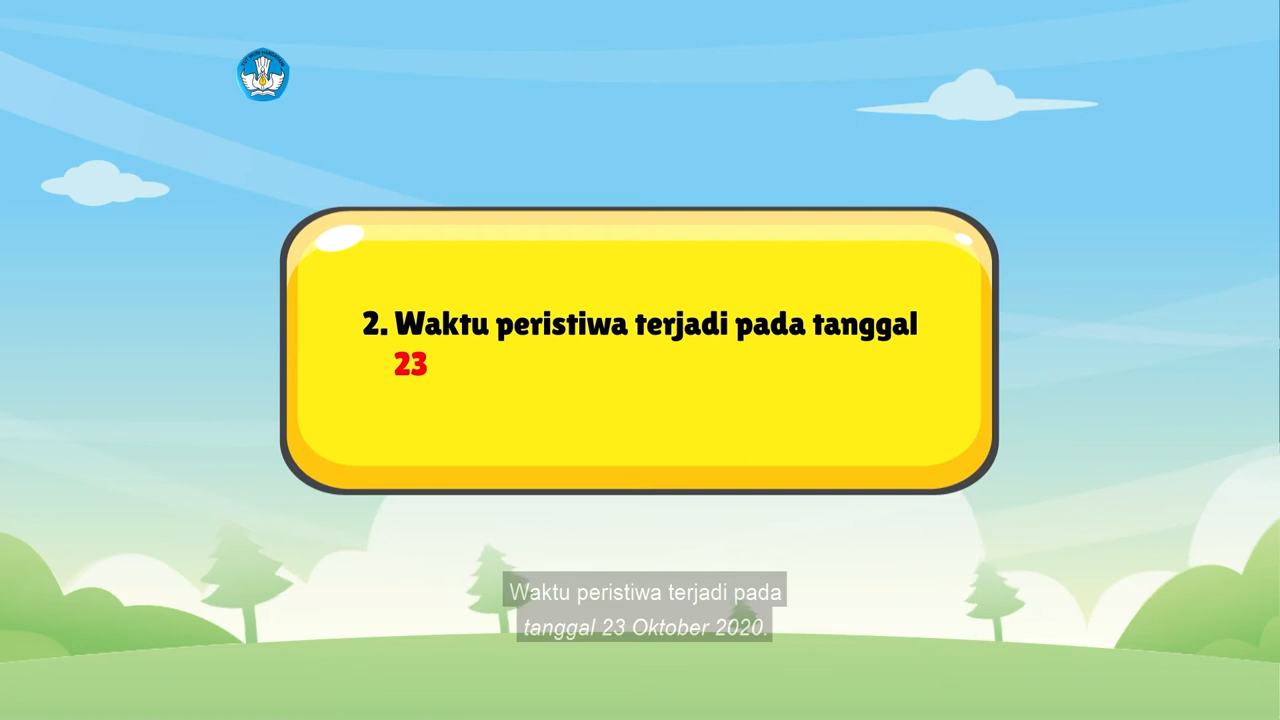 2. Waktu peristiwa terjadi pada tanggal
23
Waktu peristiwa terjadi pada
tanggal 23 Oktober 2020.